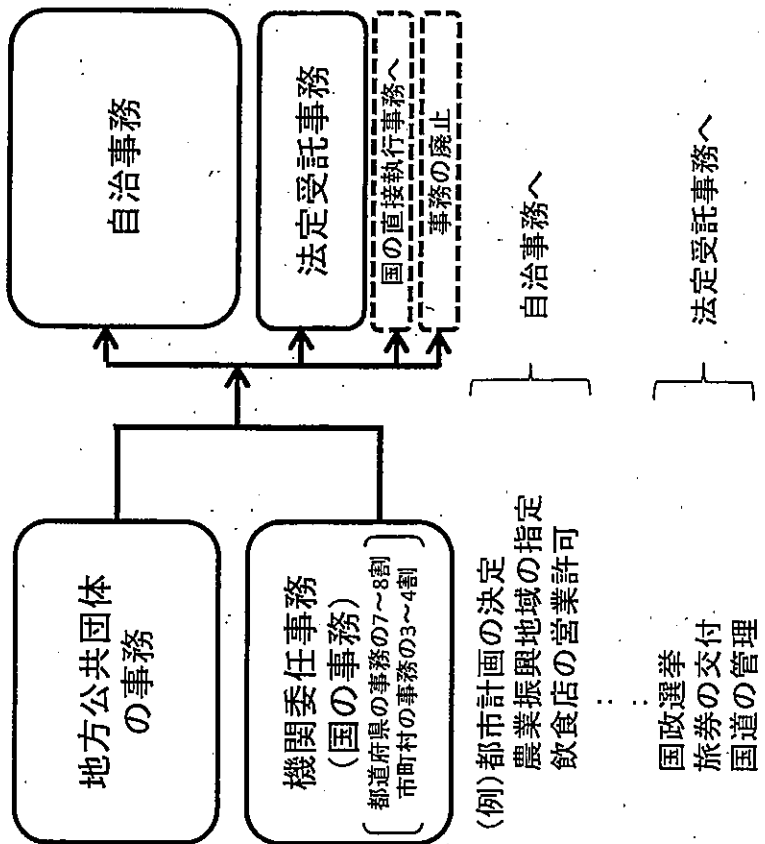 地方公共団体
の事務
機関委任事務
(国の事務)
都道府県の事務の7~8割
市町村の事務の3~4割
自治事務
法定受託事務
国の直接執行事務へ
事務の廃止
(例)都市計画の決定
農業振興地域の指定
飲食店の営業許可
:
自治事務へ
:
国政選挙
旅券の交付
国道の管理
法定受託事務へ